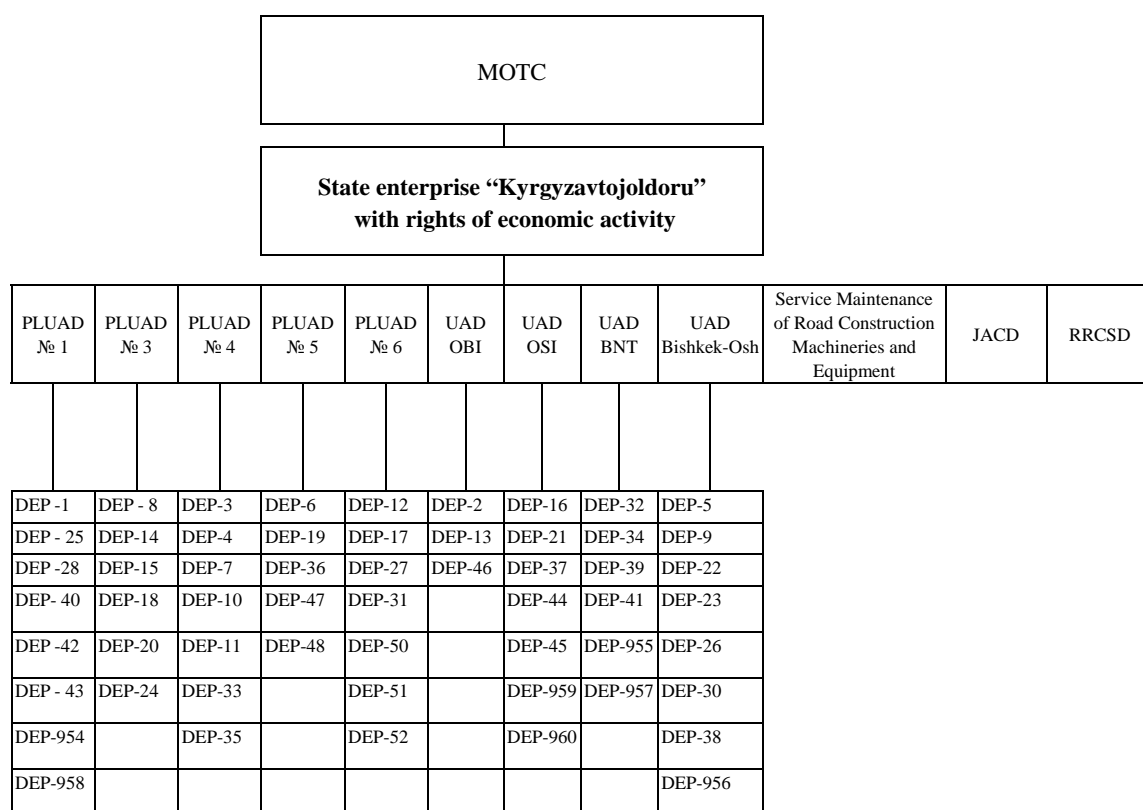 MOTC
State enterprise “Kyrgyzavtojoldoru”
with rights of economic activity
PLUAD
№ 1
PLUAD
№ 3
PLUAD
№ 4
PLUAD
№ 5
PLUAD
№ 6
UAD
OBI
UAD
OSI
UAD
BNT
UAD
Bishkek-Osh
Service Maintenance
of Road Construction
Machineries and
Equipment
JACD
RRCSD
DEP -1 DEP - 8 DEP-3 DEP-6 DEP-12 DEP-2 DEP-16 DEP-32 DEP-5
DEP - 25 DEP-14 DEP-4 DEP-19 DEP-17 DEP-13 DEP-21 DEP-34 DEP-9
DEP -28 DEP-15 DEP-7 DEP-36 DEP-27 DEP-46 DEP-37 DEP-39 DEP-22
DEP- 40 DEP-18 DEP-10 DEP-47 DEP-31 DEP-44 DEP-41 DEP-23
DEP -42 DEP-20 DEP-11 DEP-48 DEP-50 DEP-45 DEP-955 DEP-26
DEP - 43 DEP-24 DEP-33 DEP-51 DEP-959 DEP-957 DEP-30
DEP-954 DEP-35 DEP-52 DEP-960 DEP-38
DEP-958 DEP-956